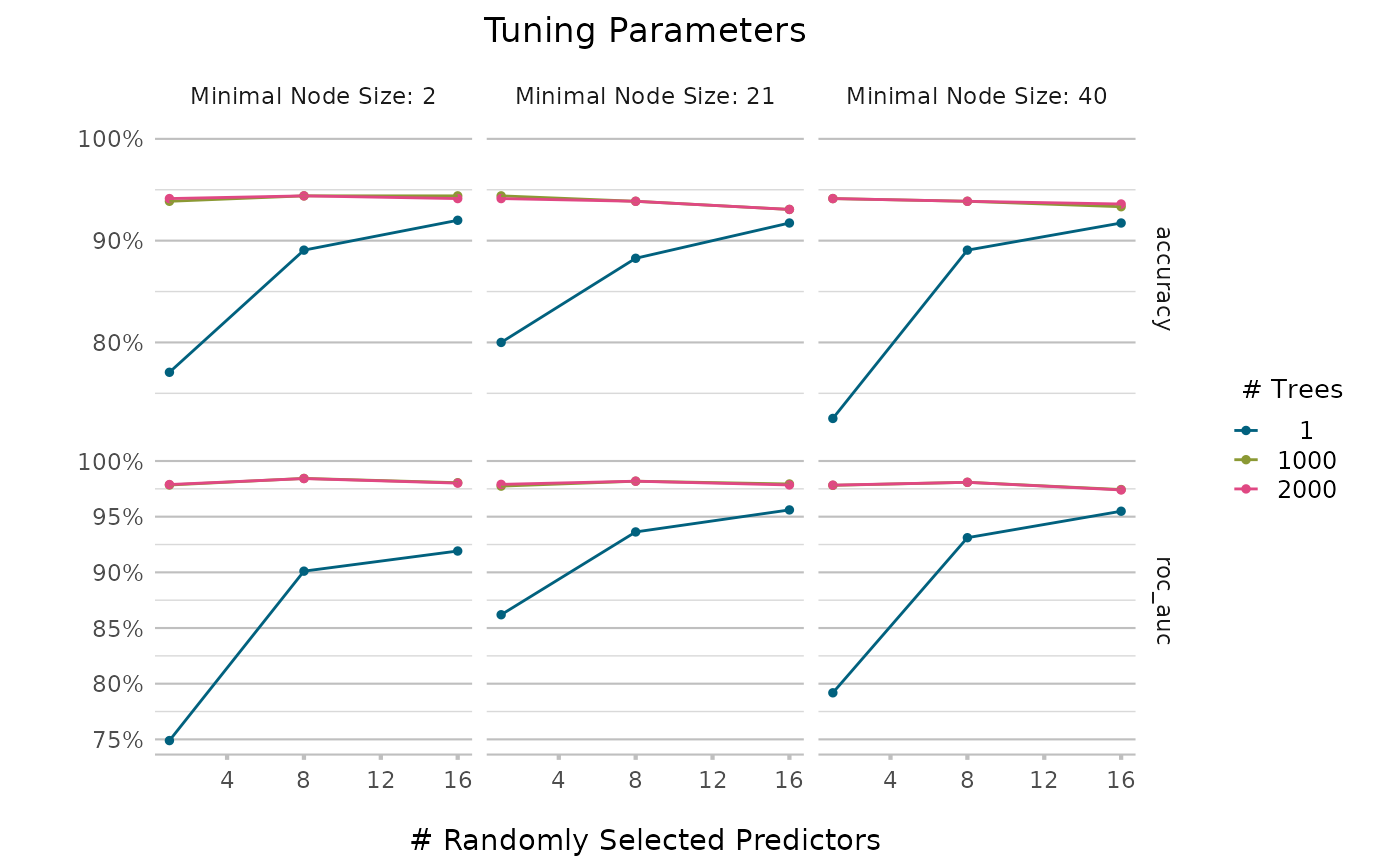 Tuning Parameters
Minimal Node Size: 2
Minimal Node Size: 21
Minimal Node Size: 40
100%
90%
80%
accuracy
100%
95%
90%
85%
80%
75%
roc_auc
4 8 12 16
4 8 12 16
4 8 12 16
# Randomly Selected Predictors
# Trees
1
1000
2000